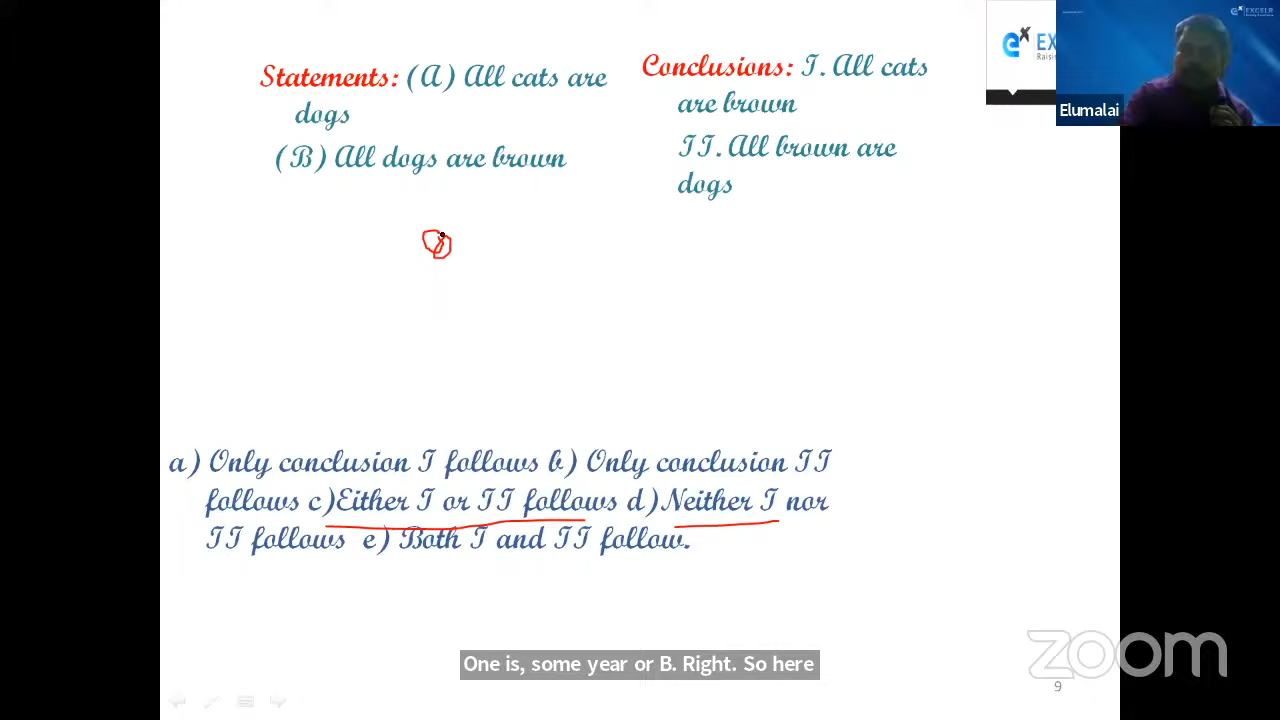 Statements: (A) All cats are
dogs
(B) All dogs are brown
Conclusions: I. All cats
are brown
II. All brown are
dogs
EXCELR
Elumalai
a) Only conclusion I follows b) Only conclusion II
follows c)Either I or II follows d)Neither I nor
II follows e) Both I and II follow.
One is, some year or B. Right. So here
zoom
9